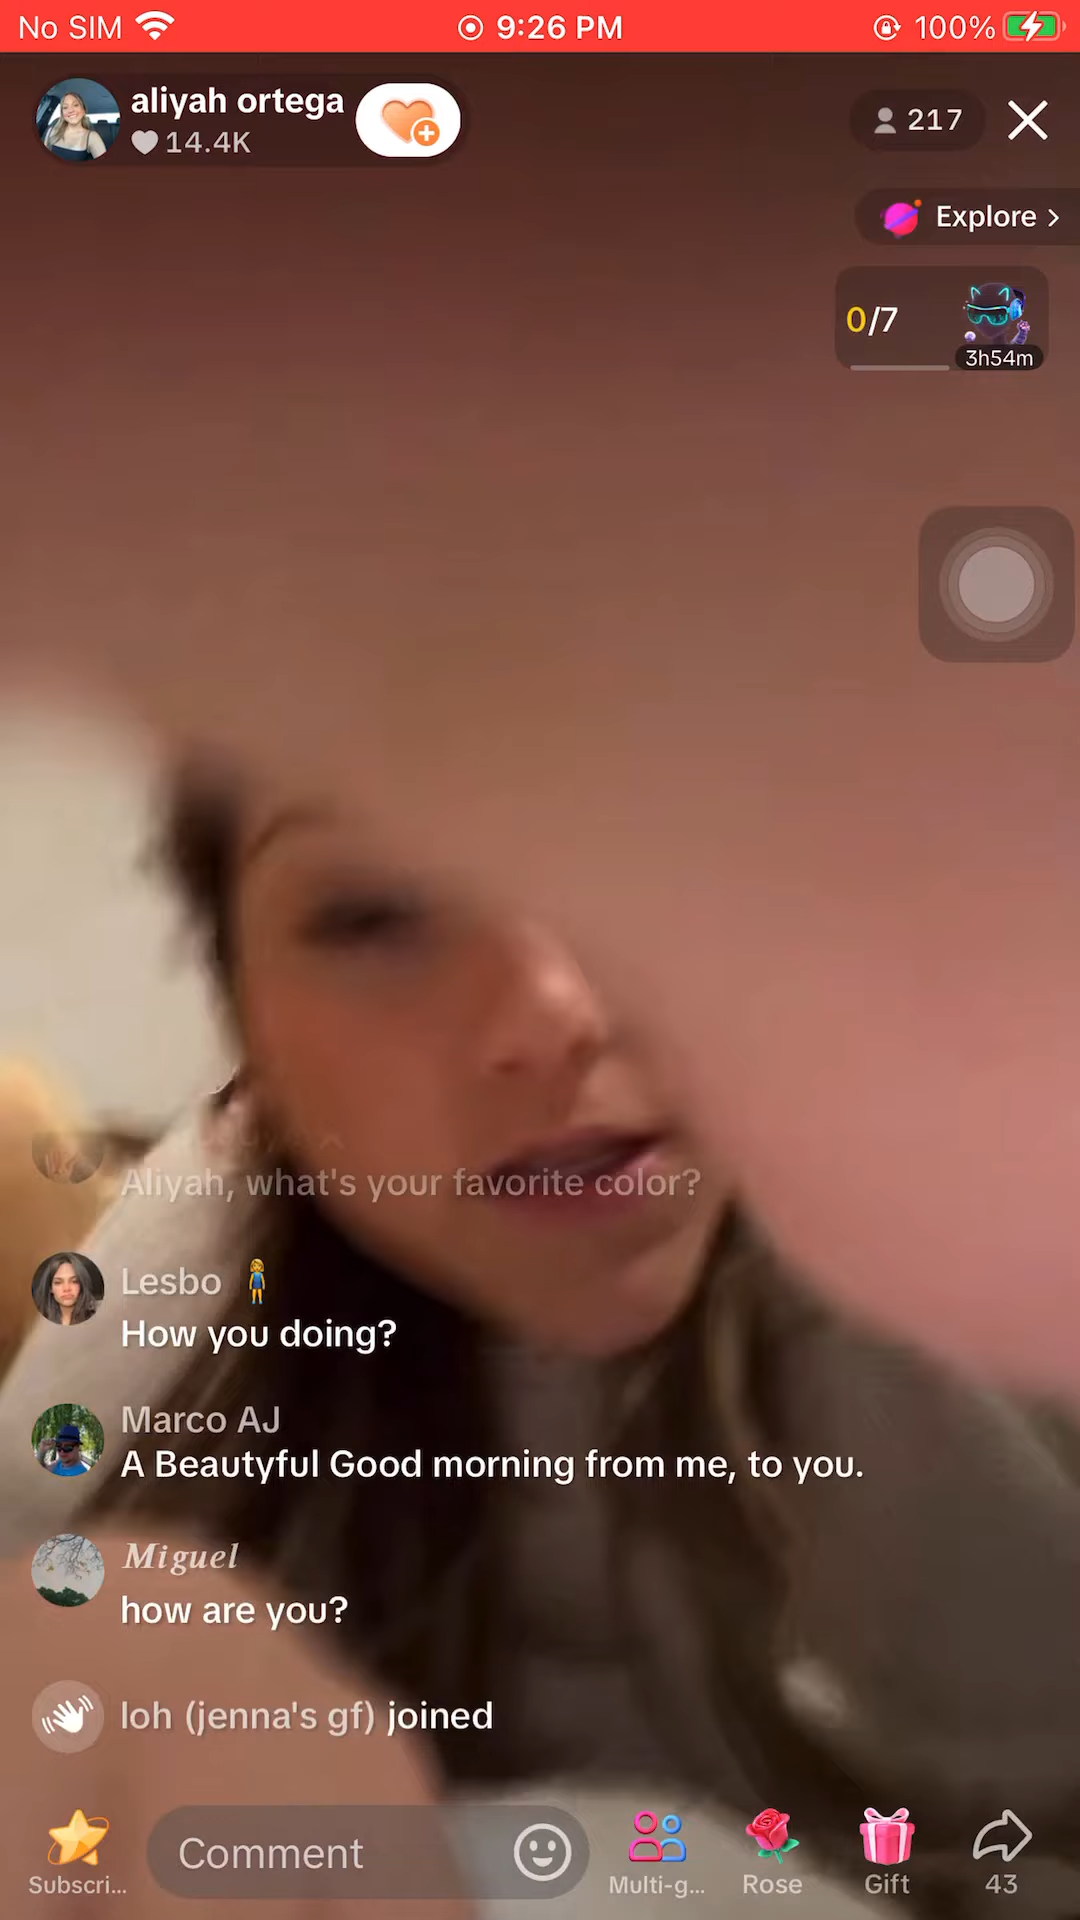 No SIM 9:26 PM 100%
aliyah ortega
14.4K
217
Explore >
0/7
3h54m
Aliyah, what's your favorite color?
Lesbo
How you doing?
Marco AJ
A Beautyful Good morning from me, to you.
Miguel
how are you?
loh (jenna's gf) joined
Comment
Subscri...
Multi-g...
Rose
Gift
43